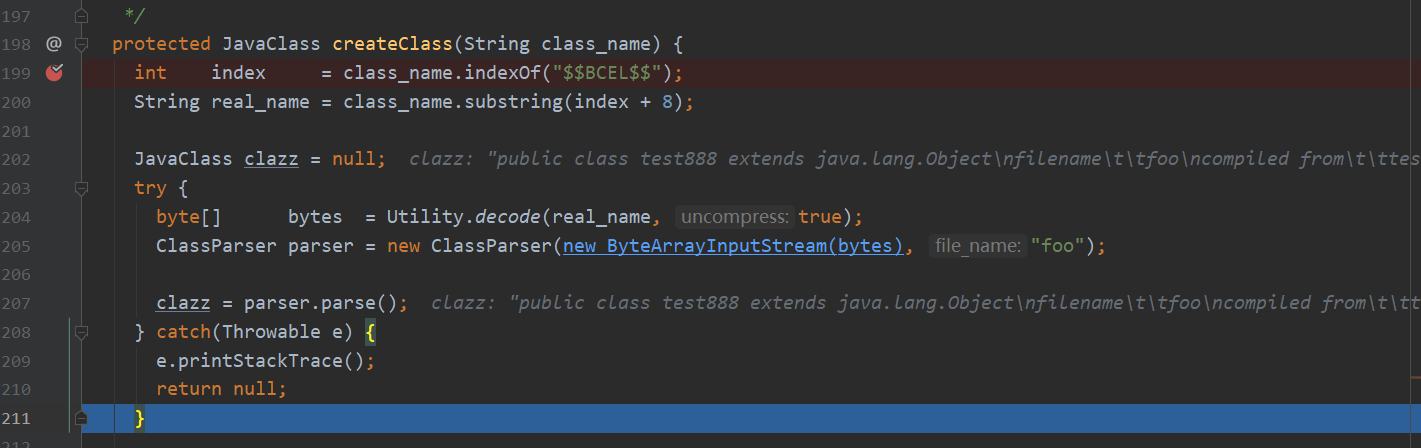 197 */
198 @ protected JavaClass createClass(String class_name) {
199 int index = class_name.indexOf("$$BCEL$$");
200 String real_name = class_name.substring(index + 8);
201
202 JavaClass clazz = null; clazz: "public class test888 extends java.lang.Object\nfilename\t\tfoo\ncompiled from\t\ttes
203 try {
204 byte[] bytes = Utility.decode(real_name, uncompress: true);
205 ClassParser parser = new ClassParser(new ByteArrayInputStream(bytes), file_name: "foo");
206
207 clazz = parser.parse(); clazz: "public class test888 extends java.lang.Object\nfilename\t\tfoo\ncompiled from\t\tt
208 } catch(Throwable e) {
209 e.printStackTrace();
210 return null;
211 }
212